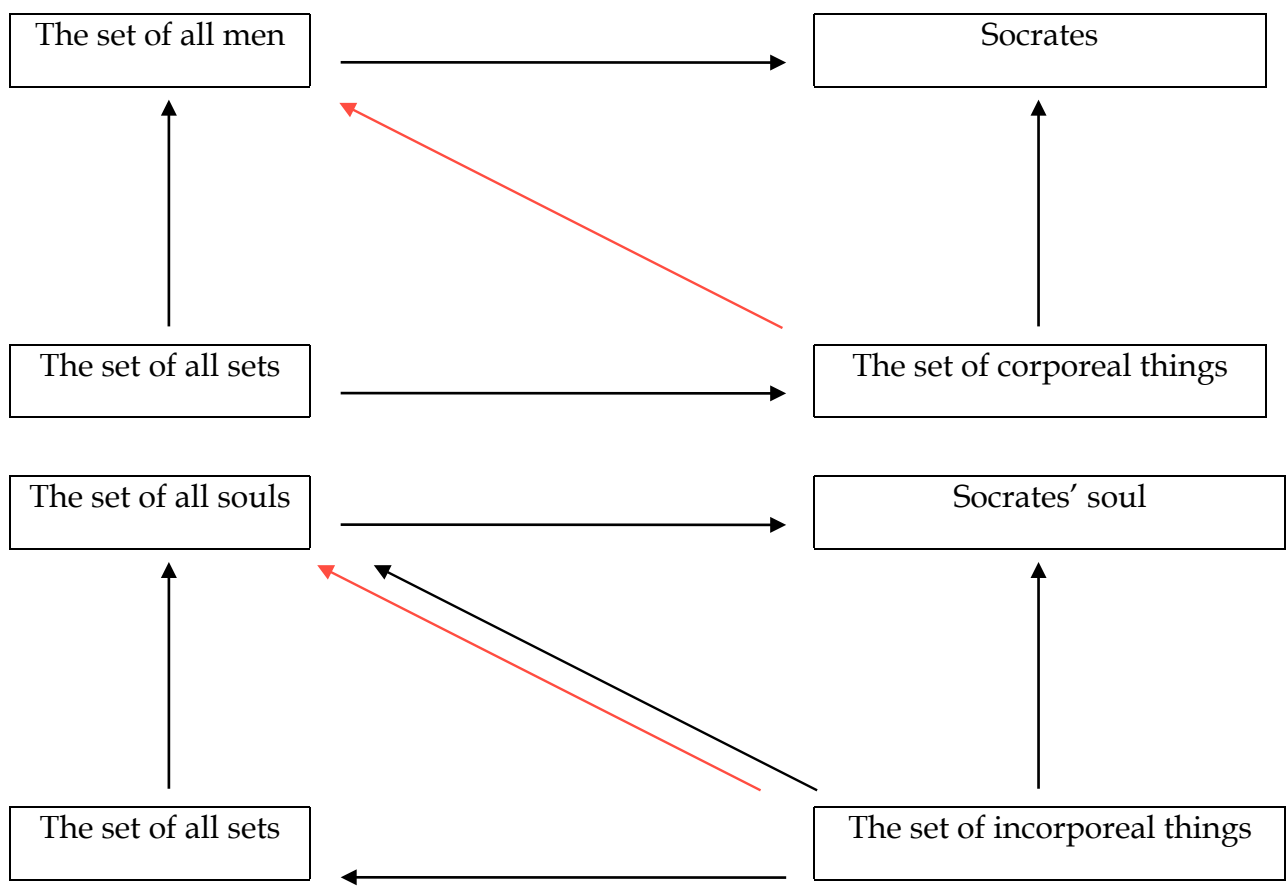 The set of all men
Socrates
The set of all sets
The set of corporeal things
The set of all souls
Socrates’ soul
The set of all sets
The set of incorporeal things